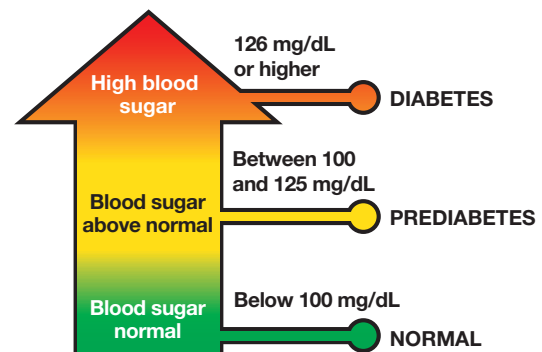 126 mg/dL
or higher
High blood
sugar
DIABETES
Between 100
and 125 mg/dL
Blood sugar
above normal
PREDIABETES
Below 100 mg/dL
Blood sugar
normal
NORMAL